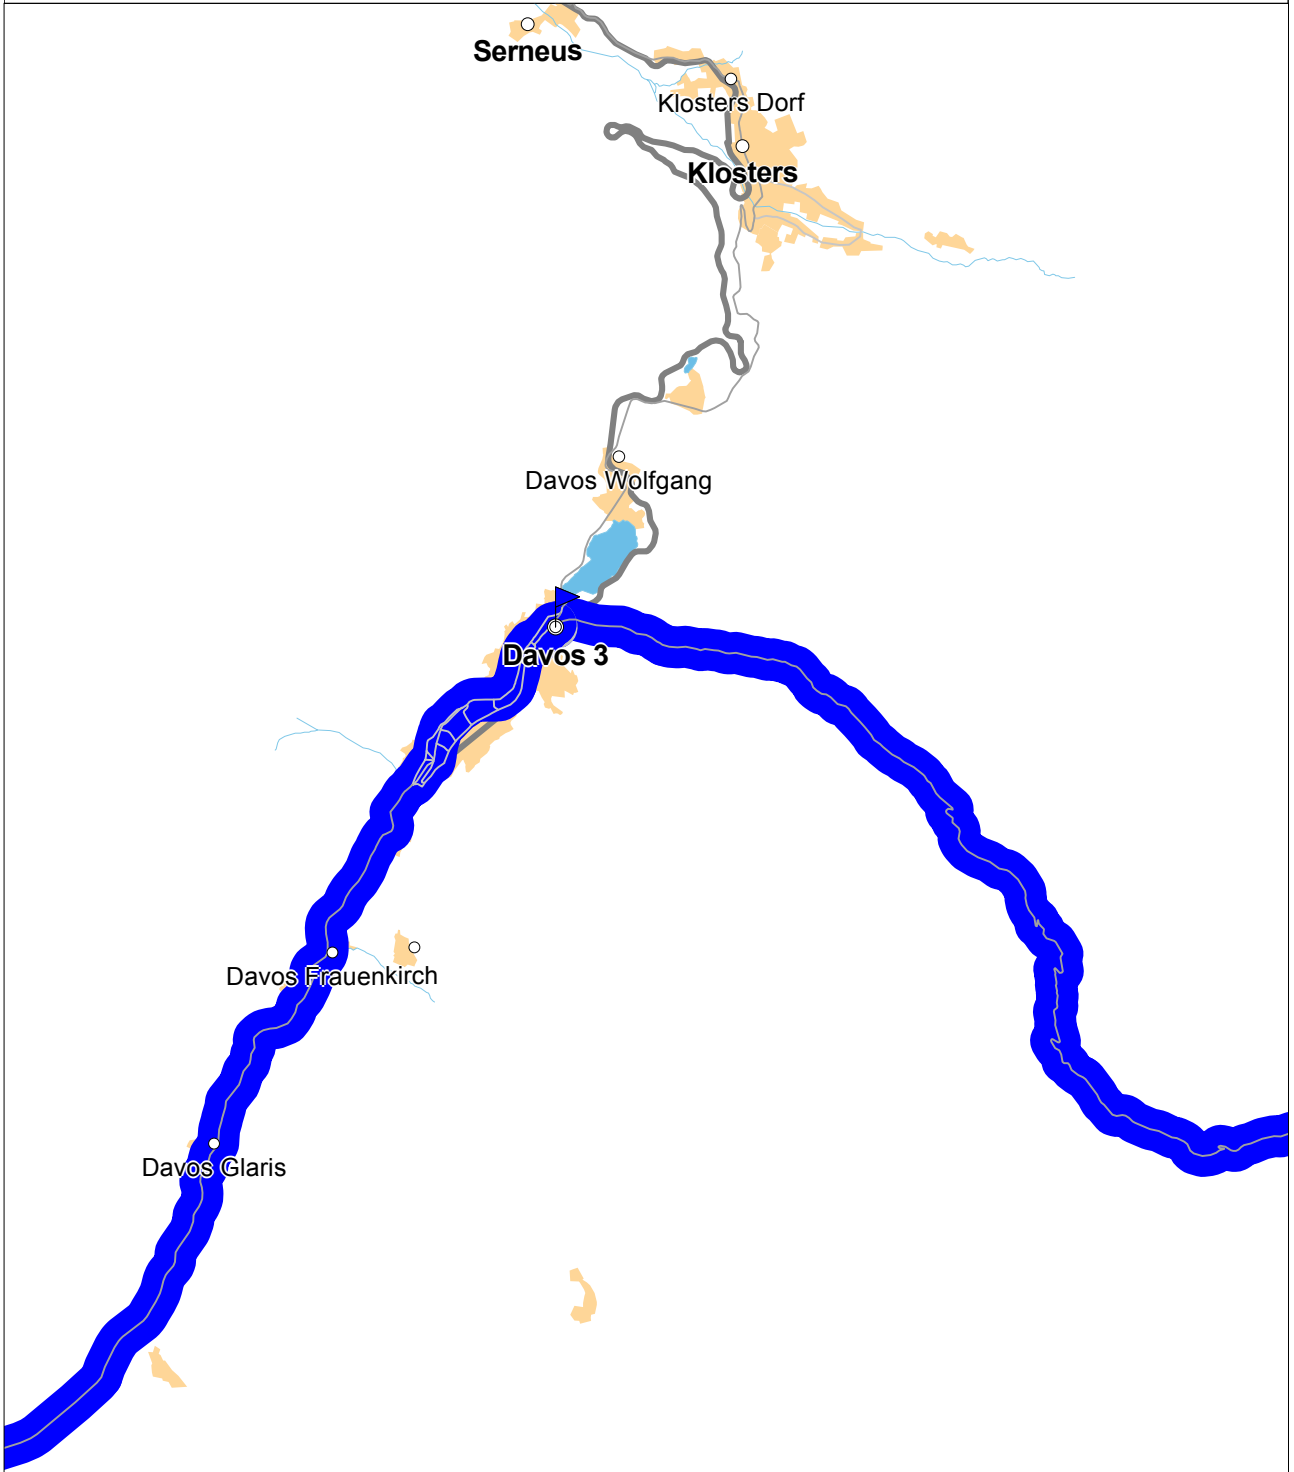 Serneus
Klosters Dorf
Klosters
Davos Wolfgang
Davos 3
Davos Frauenkirch
Davos Glaris